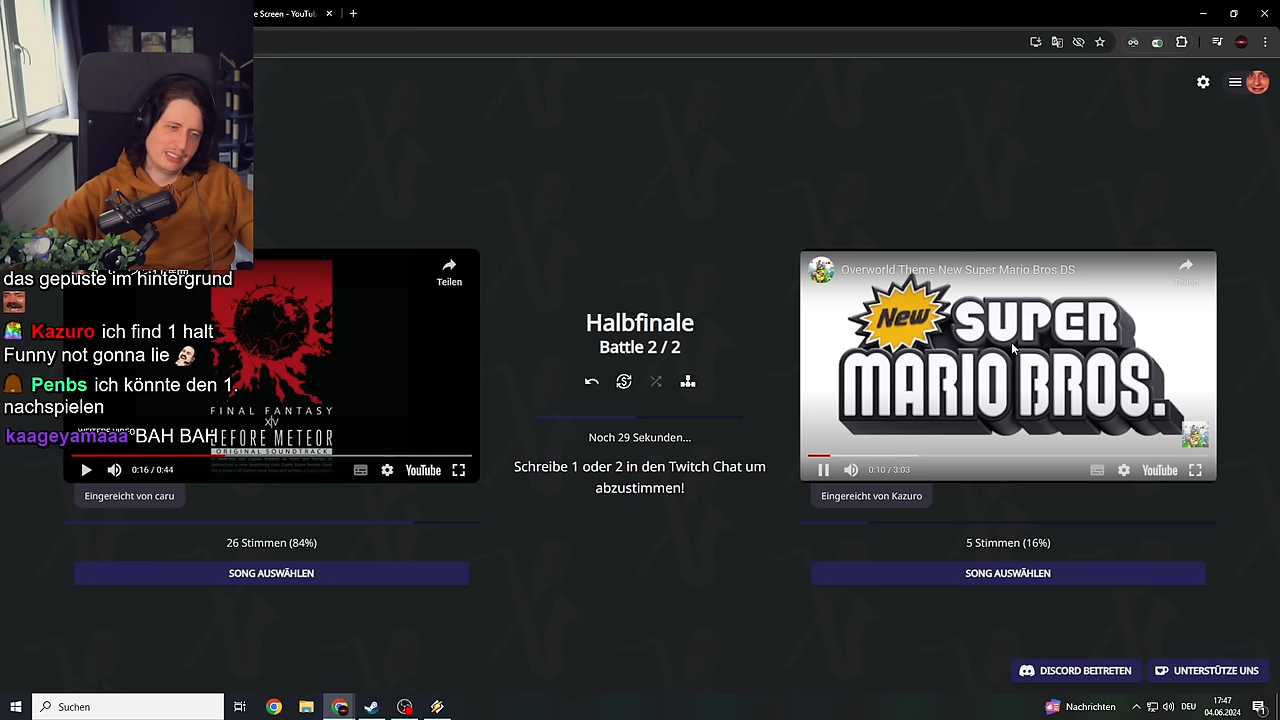 e Screen - YouTub
das gepuste im hintergrund
Kazuro ich find 1 halt
Funny not gonna lie
Penbs ich könnte den 1.
nachspielen
kaageyamaaa BAH BAH
Teilen
FINAL FANTASY
XIV
BEFORE METEOR
ORIGINAL SOUNDTRACK
0:16 / 0:44
YouTube
Eingereicht von caru
26 Stimmen (84%)
SONG AUSWÄHLEN
Halbfinale
Battle 2 / 2
Noch 29 Sekunden...
Schreibe 1 oder 2 in den Twitch Chat um
abzustimmen!
Overworld Theme New Super Mario Bros DS
Teilen
New SUPER
MARIO BROS.
0:10 / 3:03
YouTube
Eingereicht von Kazuro
5 Stimmen (16%)
SONG AUSWÄHLEN
DISCORD BEITRETEN
UNTERSTÜTZE UNS
Suchen
Nachrichten
DEU
17:47
04.06.2024